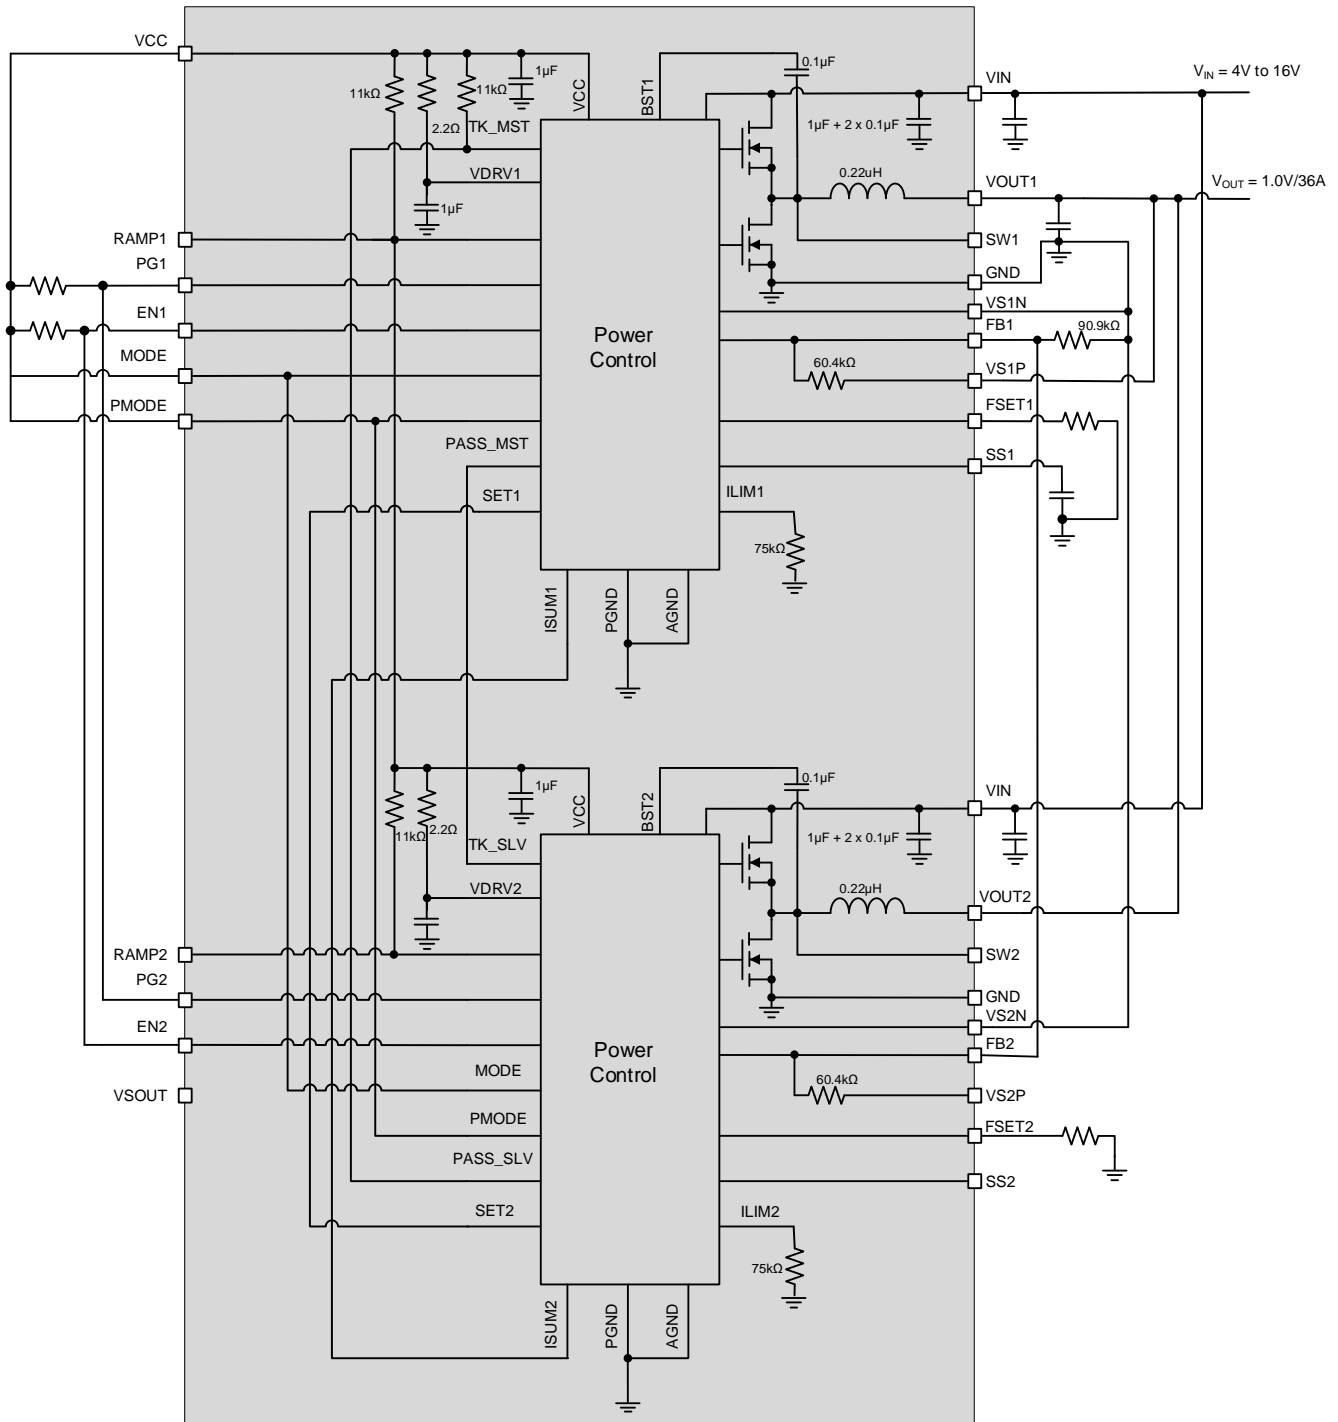 VCC
1µF
0.1µF
VIN
V_IN = 4V to 16V
11kΩ
11kΩ
VCC
BST1
2.2Ω
TK_MST
1µF + 2 x 0.1µF
VDRV1
0.22uH
VOUT1
V_OUT = 1.0V/36A
1µF
RAMP1
SW1
PG1
GND
VS1N
EN1
Power
Control
FB1
90.9kΩ
MODE
60.4kΩ
VS1P
PMODE
FSET1
PASS_MST
SS1
SET1
ILIM1
75kΩ
ISUM1
PGND
AGND
1µF
0.1µF
VIN
VCC
BST2
11kΩ
2.2Ω
TK_SLV
1µF + 2 x 0.1µF
VDRV2
0.22µH
VOUT2
RAMP2
SW2
PG2
GND
VS2N
EN2
Power
Control
FB2
MODE
60.4kΩ
VSOUT
VS2P
PMODE
FSET2
PASS_SLV
SS2
SET2
ILIM2
75kΩ
ISUM2
PGND
AGND